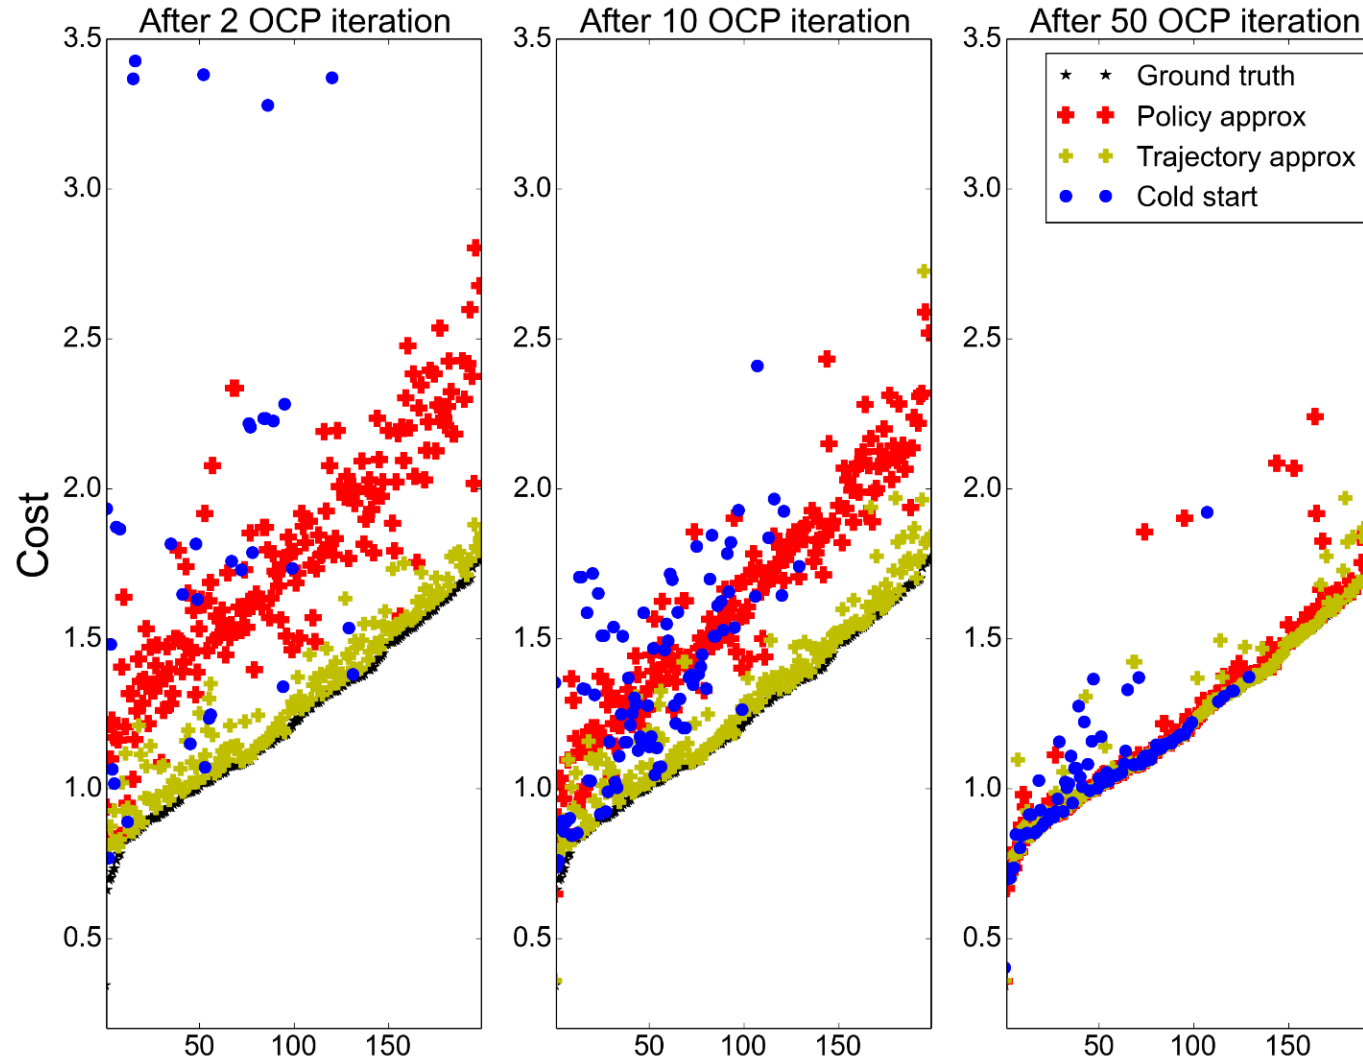 After 2 OCP iteration
After 10 OCP iteration
After 50 OCP iteration
Cost
3.5
3.0
2.5
2.0
1.5
1.0
0.5
50 100 150
3.5
3.0
2.5
2.0
1.5
1.0
0.5
50 100 150
3.5
3.0
2.5
2.0
1.5
1.0
0.5
50 100 150
Ground truth
Policy approx
Trajectory approx
Cold start